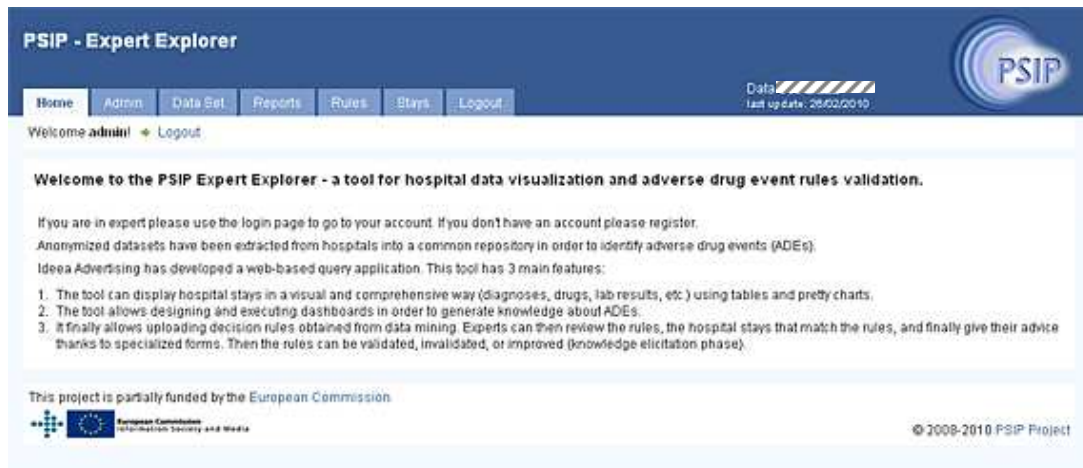 PSIP - Expert Explorer
PSIP
Home Admin Data Set Reports Rules Stays Logout
Data
last update: 26/02/2010
Welcome admin! Logout
Welcome to the PSIP Expert Explorer - a tool for hospital data visualization and adverse drug event rules validation.
If you are in expert please use the login page to go to your account. If you don't have an account please register.
Anonymized datasets have been extracted from hospitals into a common repository in order to identify adverse drug events (ADEs).
Ideea Advertising has developed a web-based query application. This tool has 3 main features:
1. The tool can display hospital stays in a visual and comprehensive way (diagnoses, drugs, lab results, etc.) using tables and pretty charts.
2. The tool allows designing and executing dashboards in order to generate knowledge about ADEs.
3. It finally allows uploading decision rules obtained from data mining. Experts can then review the rules, the hospital stays that match the rules, and finally give their advice
thanks to specialized forms. Then the rules can be validated, invalidated, or improved (knowledge elicitation phase).
This project is partially funded by the European Commission.
European Commission
Information Society and Media
© 2008-2010 PSIP Project